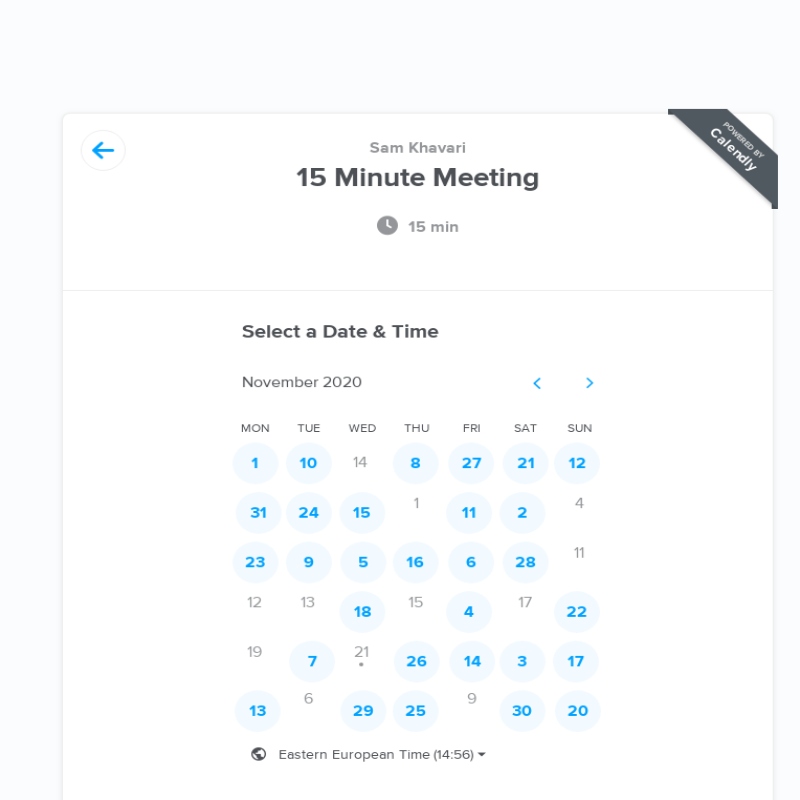 POWERED BY
Calendly
Sam Khavari
15 Minute Meeting
15 min
Select a Date & Time
November 2020
MON TUE WED THU FRI SAT SUN
1 10 14 8 27 21 12
31 24 15 1 11 2 4
23 9 5 16 6 28 11
12 13 18 15 4 17 22
19 7 21 26 14 3 17
13 6 29 25 9 30 20
Eastern European Time (14:56)